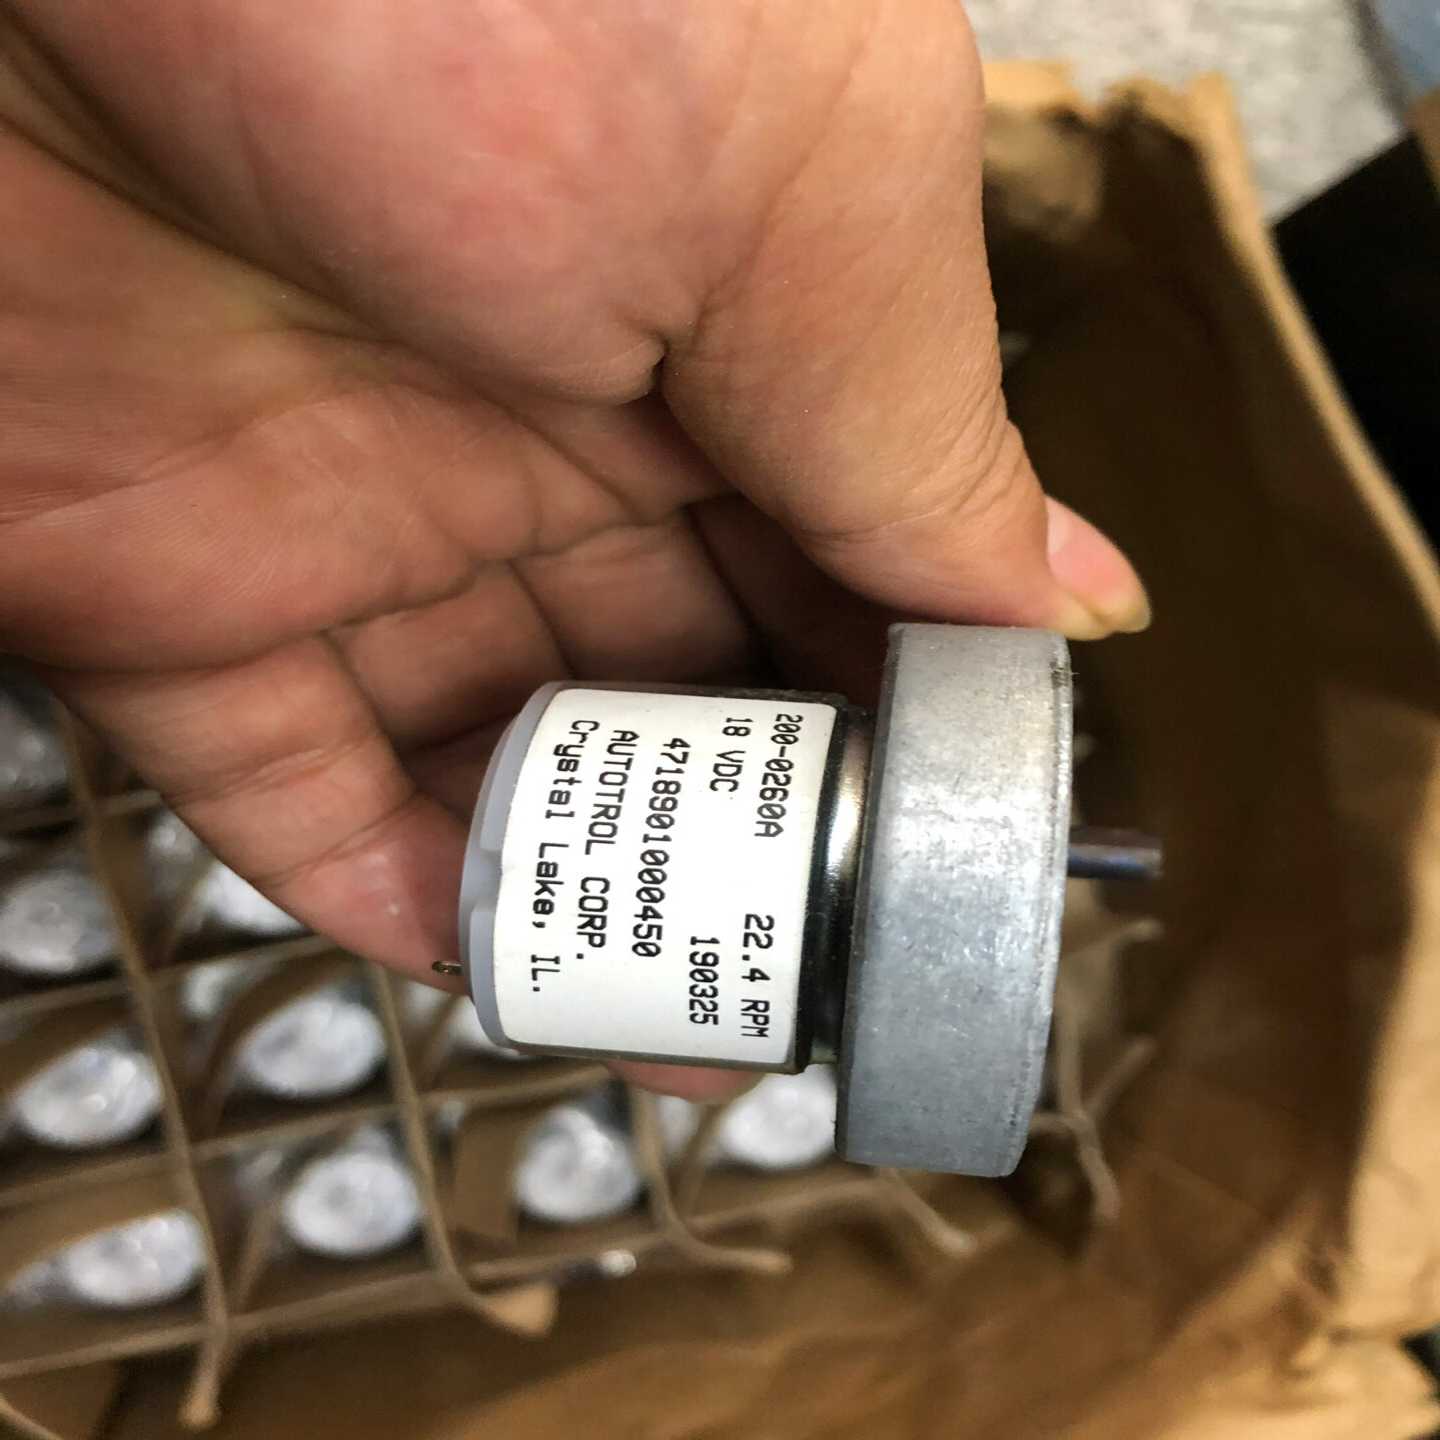 200-0260A 22.4 RPM
18 VDC
190325
4718901000450
AUTOTROL CORP.
Crystal Lake, IL.